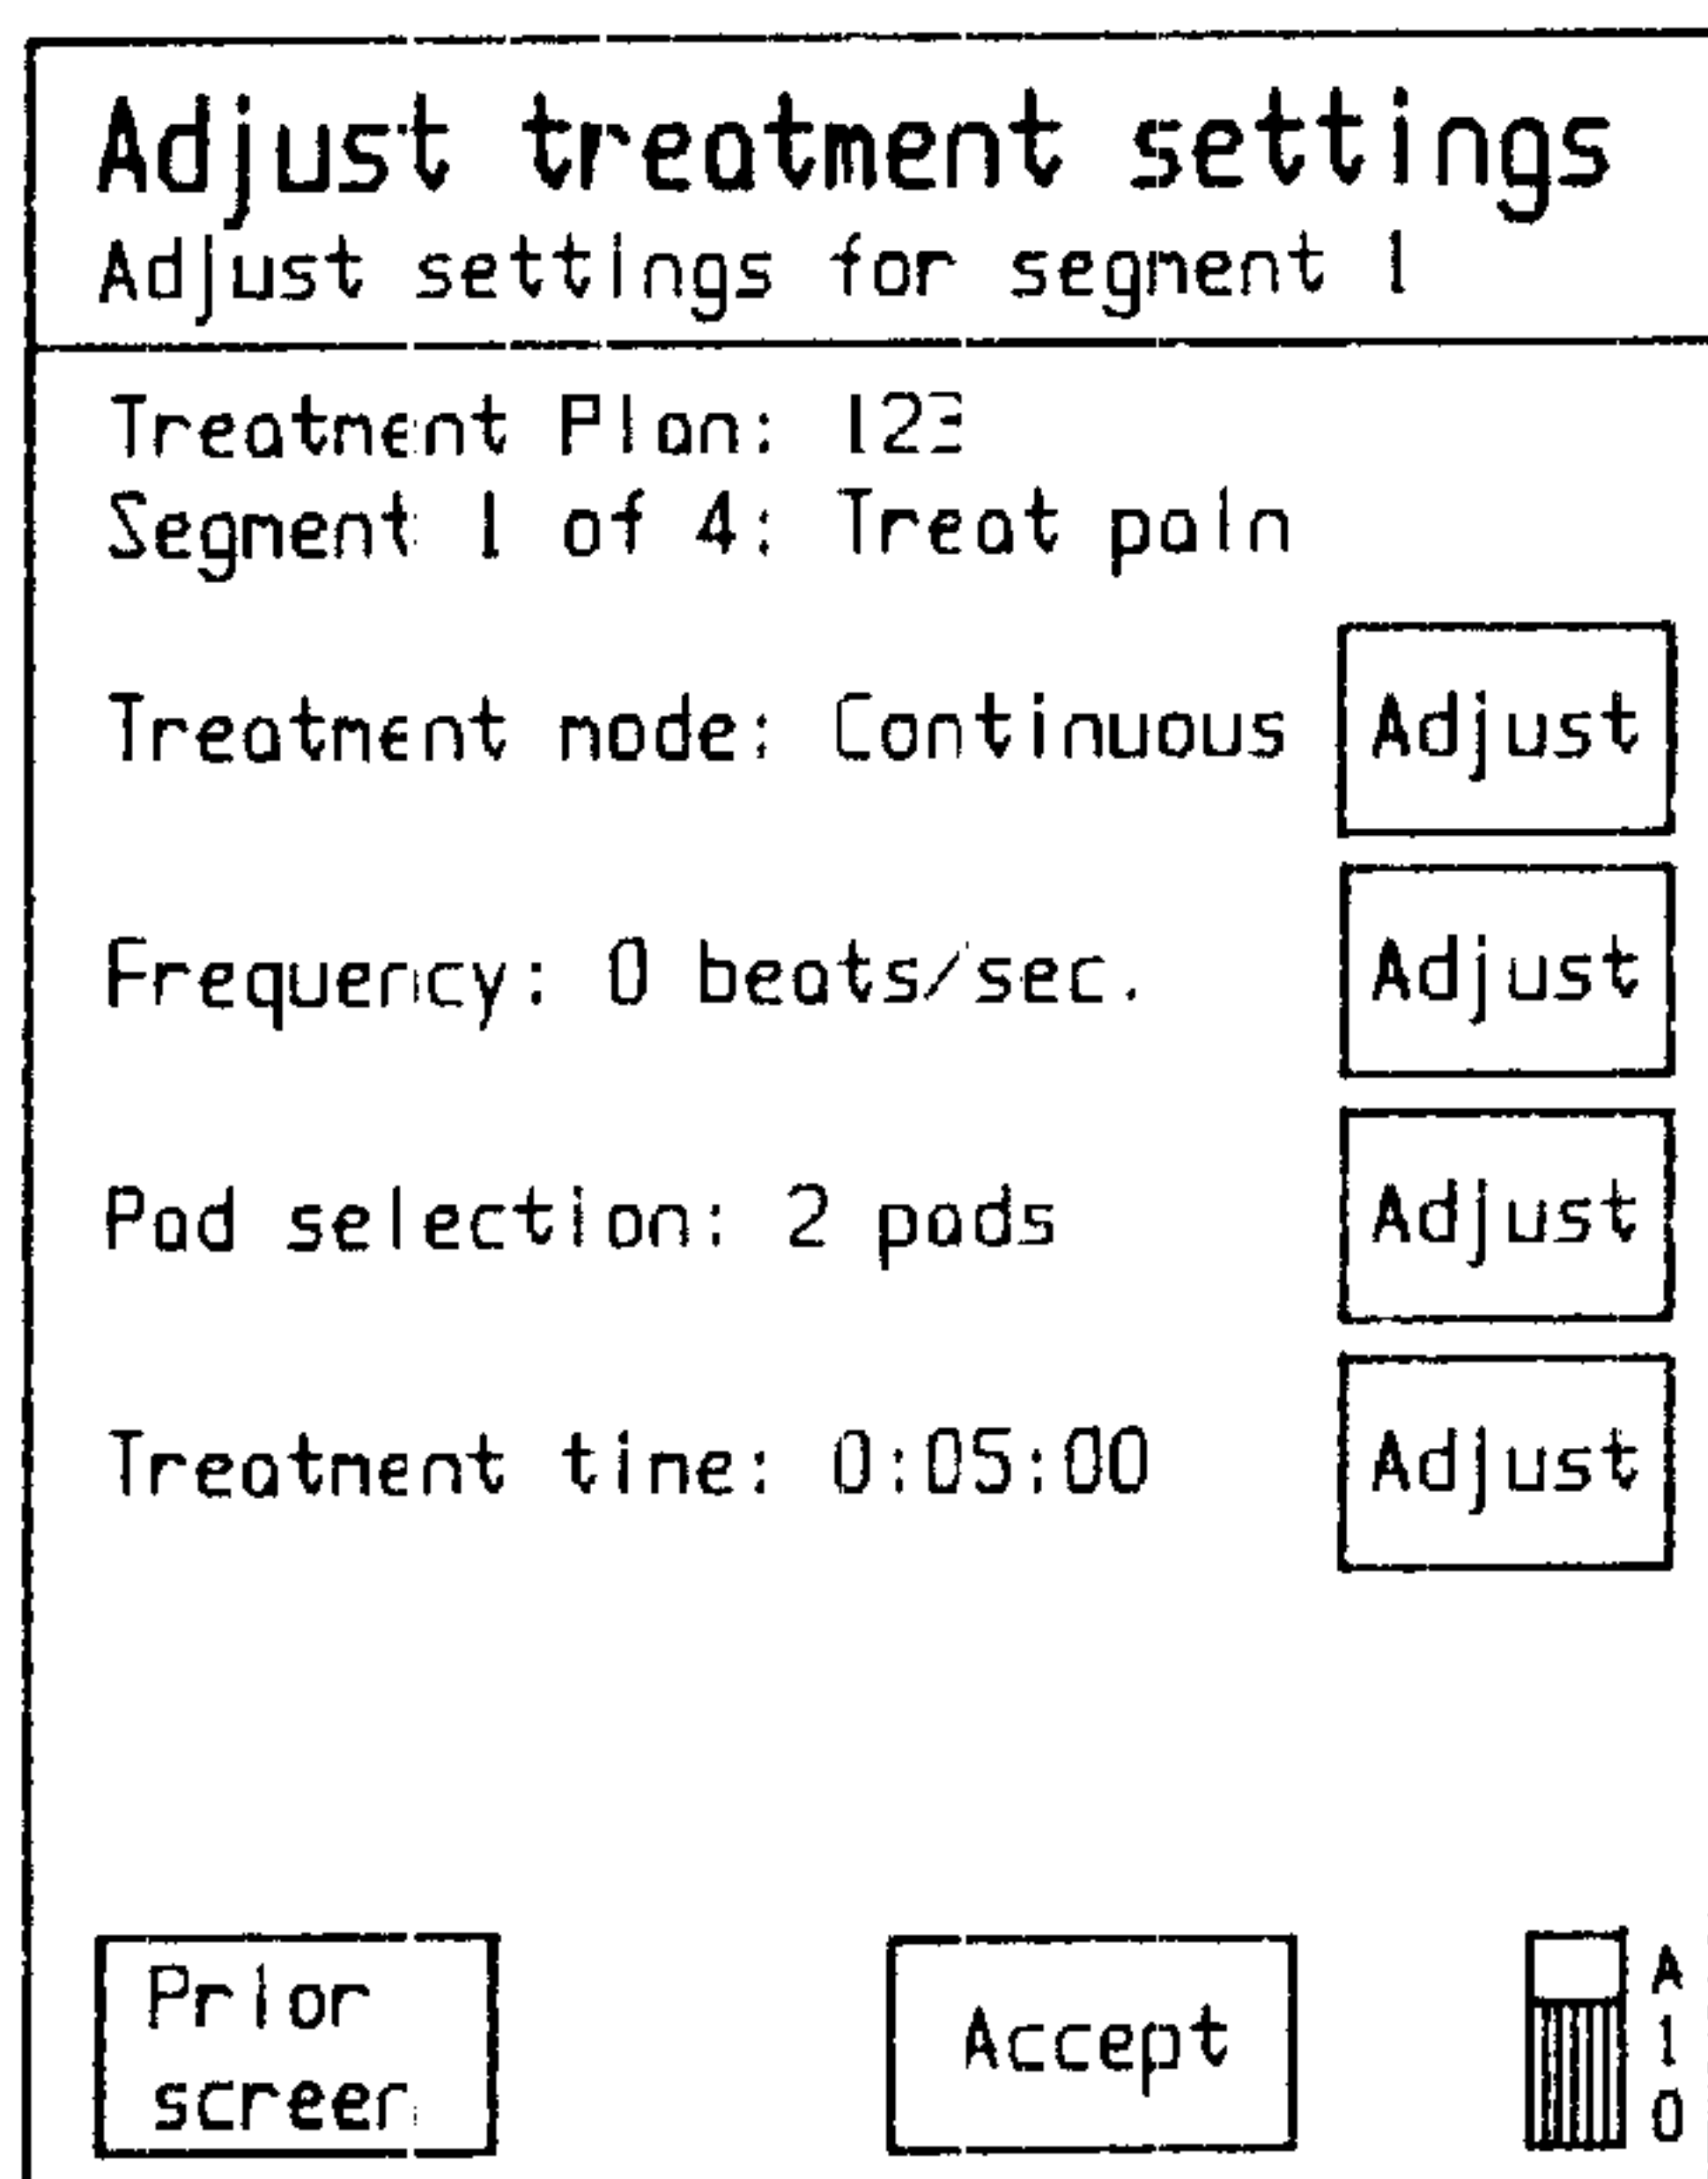 Adjust treatment settings
Adjust settings for segment 1
Treatment Plan: 123
Segment 1 of 4: Treat pain
Treatment mode: Continuous Adjust
Frequency: 0 beats/sec. Adjust
Pad selection: 2 pads Adjust
Treatment time: 0:05:00 Adjust
Prior
screen
Accept
A
1
0